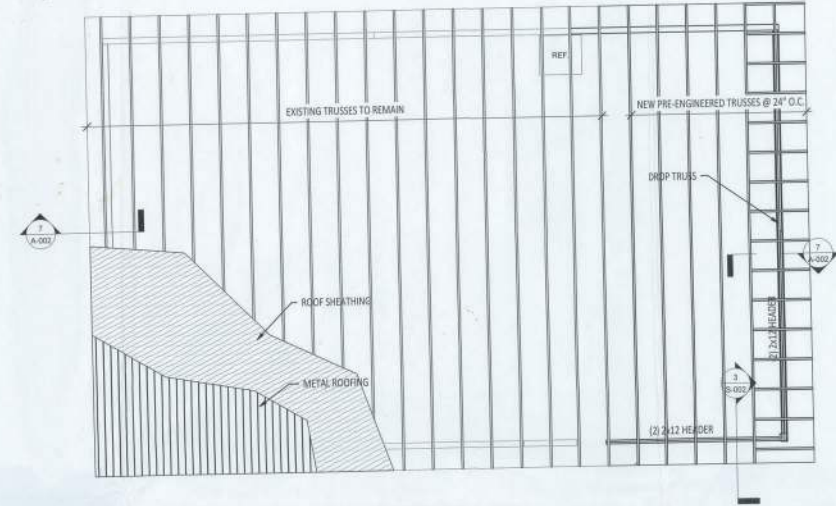 REF.
EXISTING TRUSSES TO REMAIN
NEW PRE-ENGINEERED TRUSSES @ 24" O.C.
DROP TRUSS
7
A-002
7
A-002
ROOF SHEATHING
(2) 2x12 HEADER
METAL ROOFING
3
S-002
(2) 2x12 HEADER